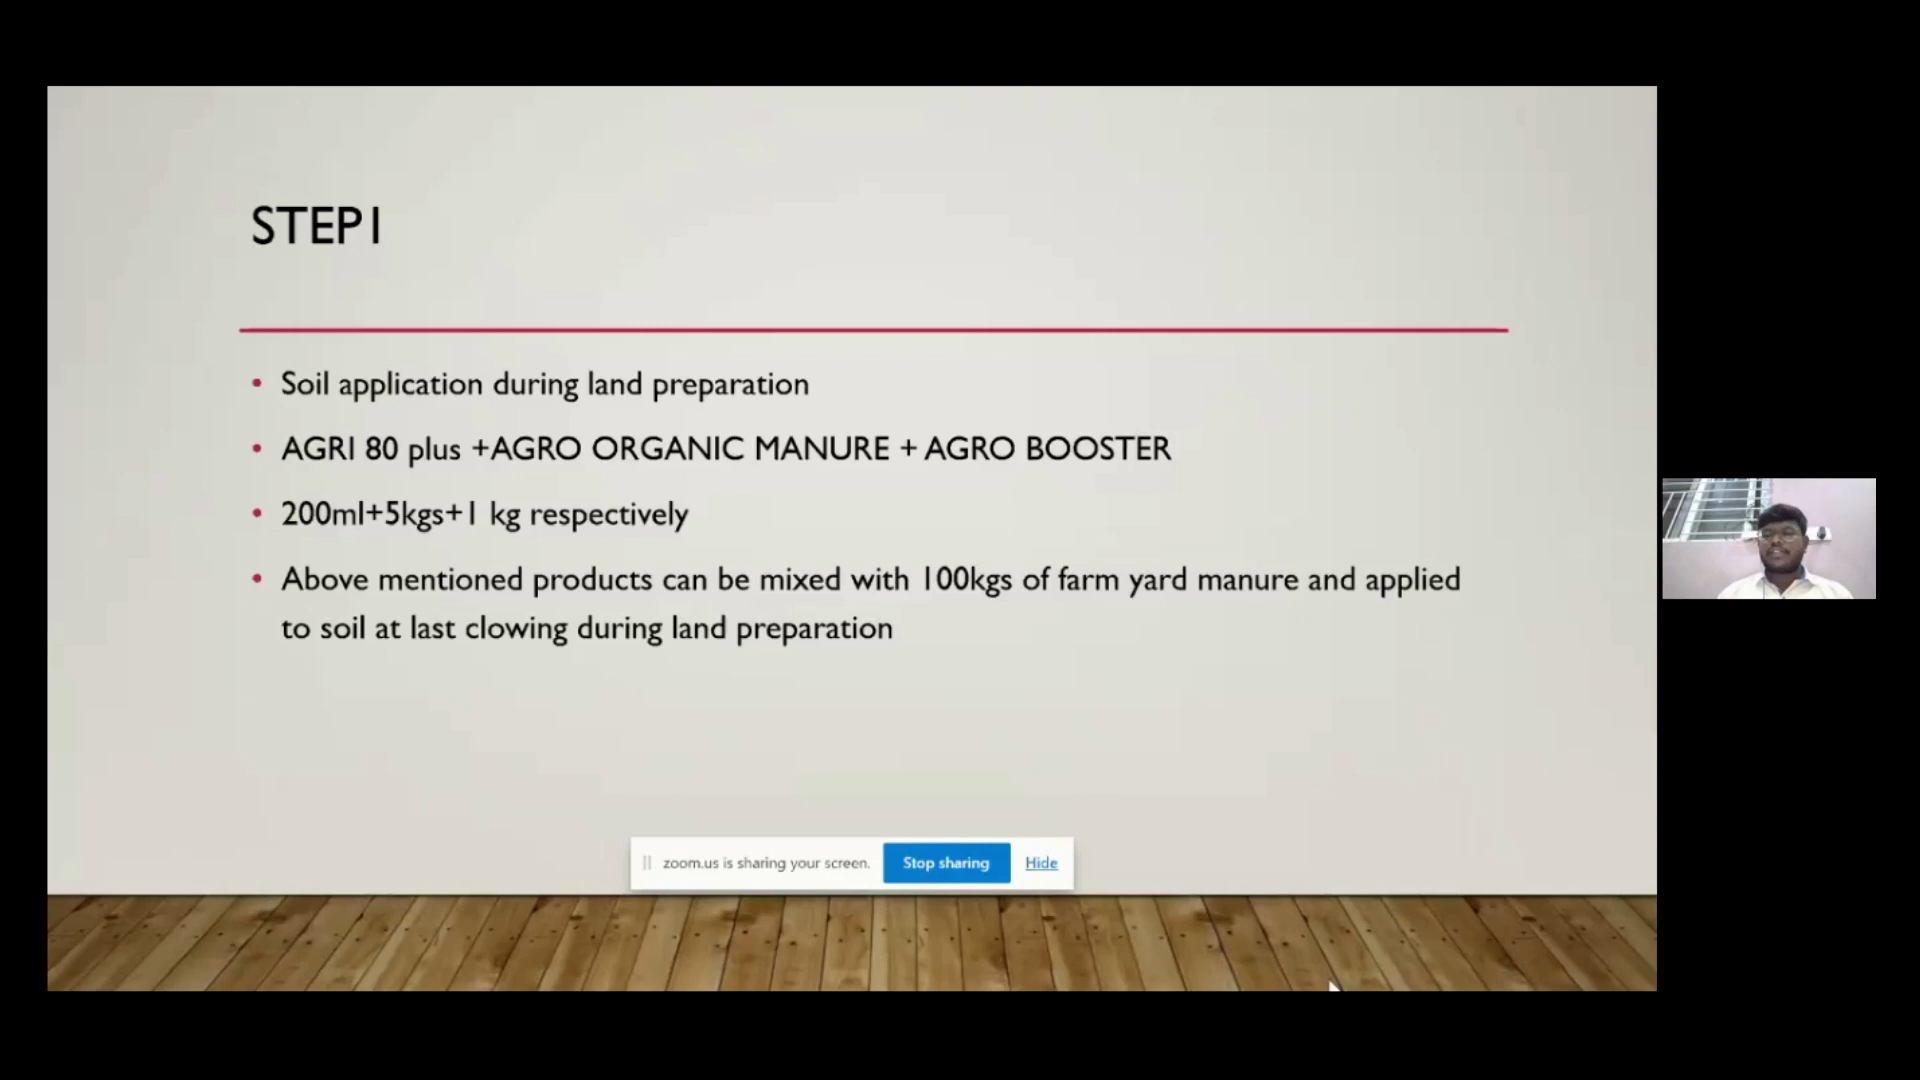 STEP1
• Soil application during land preparation
• AGRI 80 plus +AGRO ORGANIC MANURE + AGRO BOOSTER
• 200ml+5kgs+1 kg respectively
• Above mentioned products can be mixed with 100kgs of farm yard manure and applied
to soil at last clowing during land preparation
zoom.us is sharing your screen. Stop sharing Hide